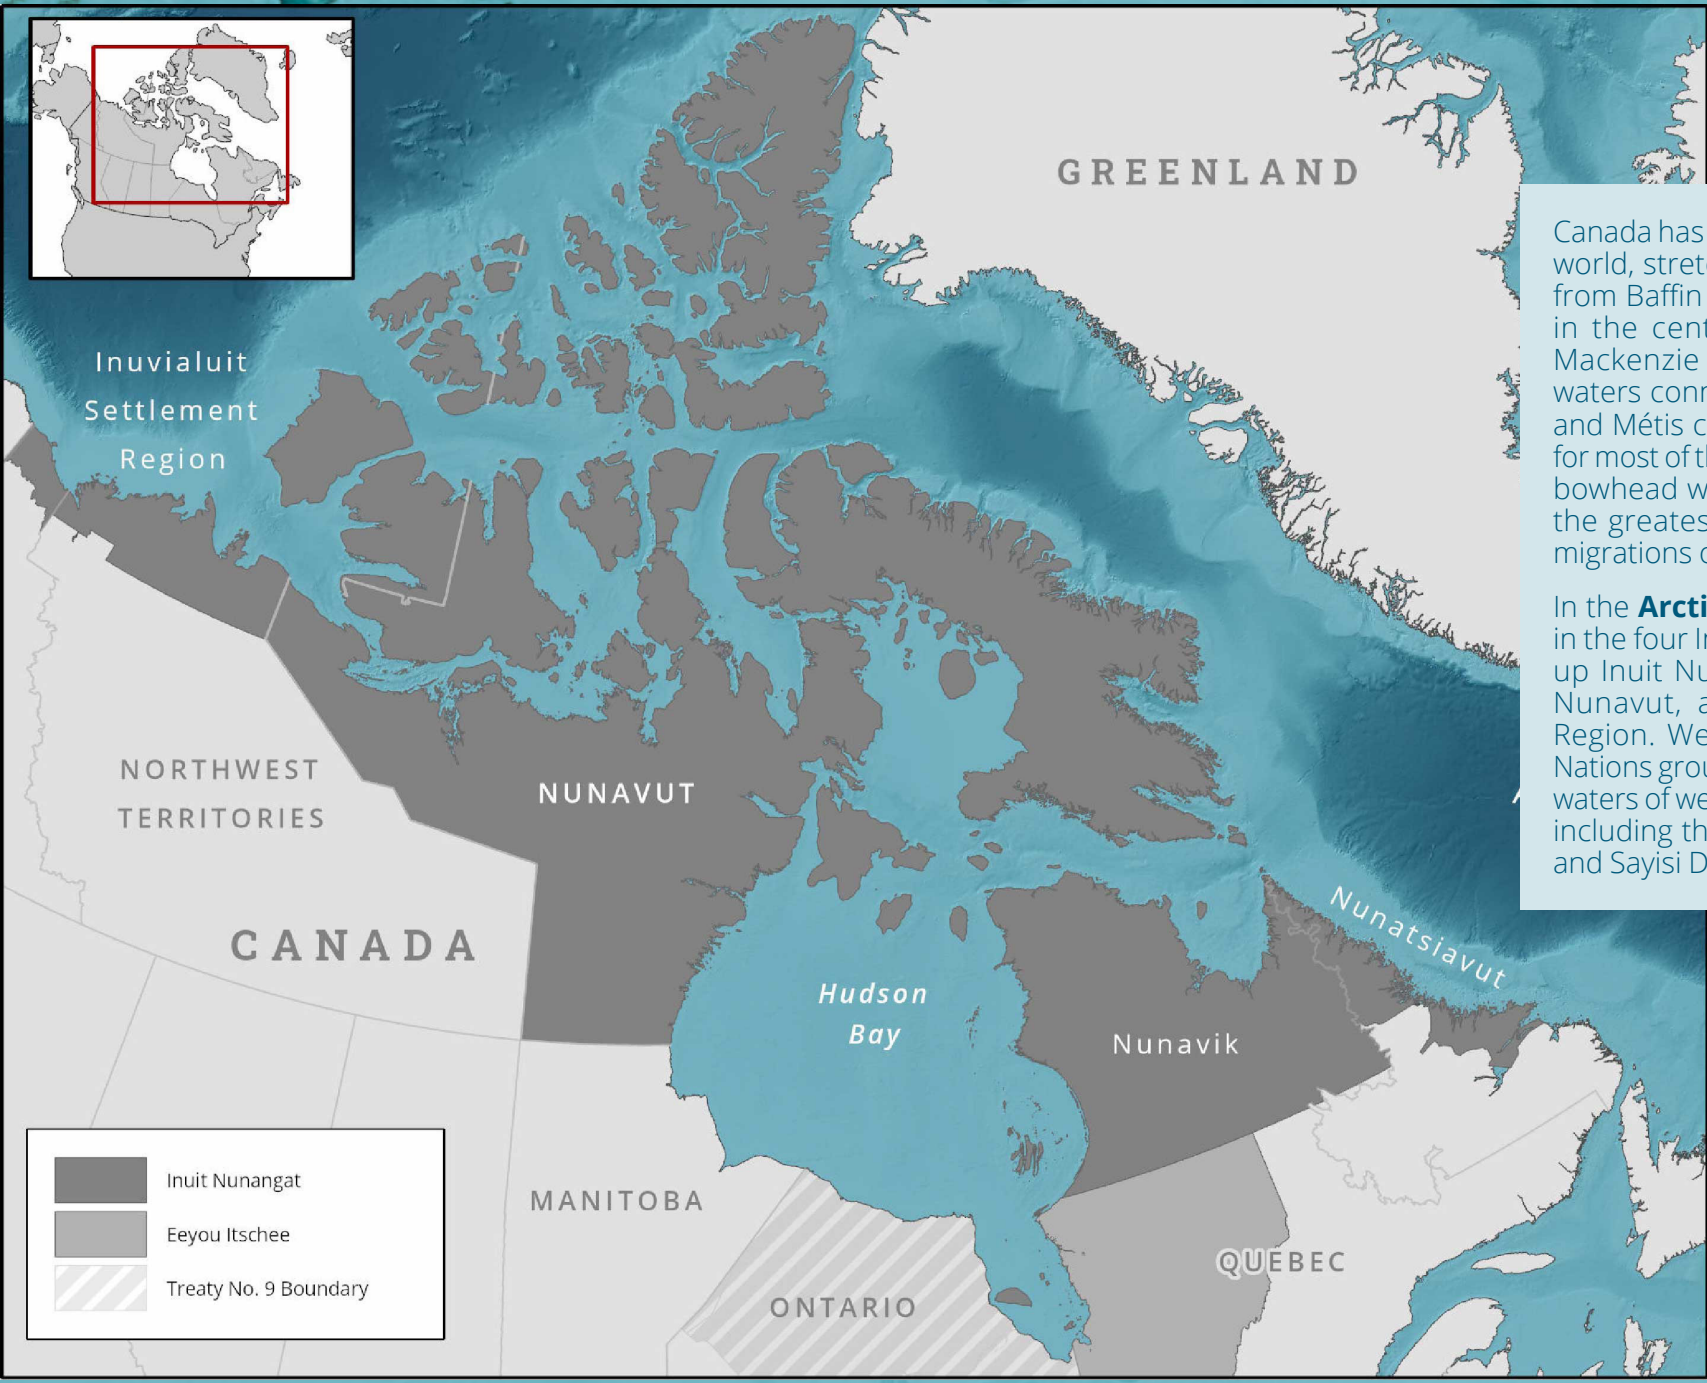 GREENLAND
Inuvialuit
Settlement
Region
NORTHWEST
TERRITORIES
NUNAVUT
CANADA
Hudson
Bay
Nunatsiavut
Nunavik
MANITOBA
ONTARIO
QUEBEC
Inuit Nunangat
Eeyou Itschee
Treaty No. 9 Boundary
Canada has
world, stret
from Baffin
in the cent
Mackenzie
waters conn
and Métis c
for most of t
bowhead w
the greates
migrations
In the Arcti
in the four I
up Inuit Nu
Nunavut, a
Region. We
Nations grou
waters of we
including th
and Sayisi D